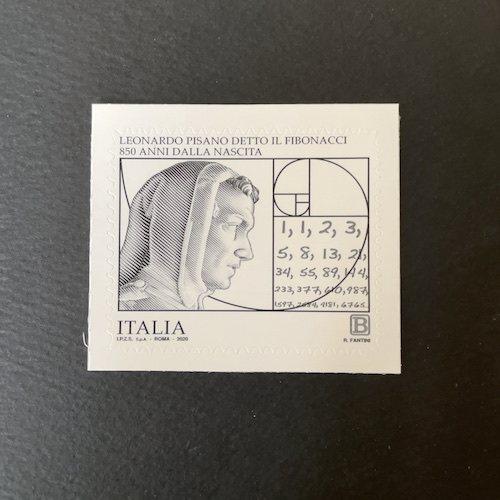 LEONARDO PISANO DETTO IL FIBONACCI
850 ANNI DALLA NASCITA
1, 1, 2, 3,
5, 8, 13, 21,
34, 55, 89, 144,
233, 377, 610, 987,
1597, 2584, 4181, 6765...
ITALIA
B
I.P.Z.S. S.p.A. - ROMA - 2020
R. FANTINI